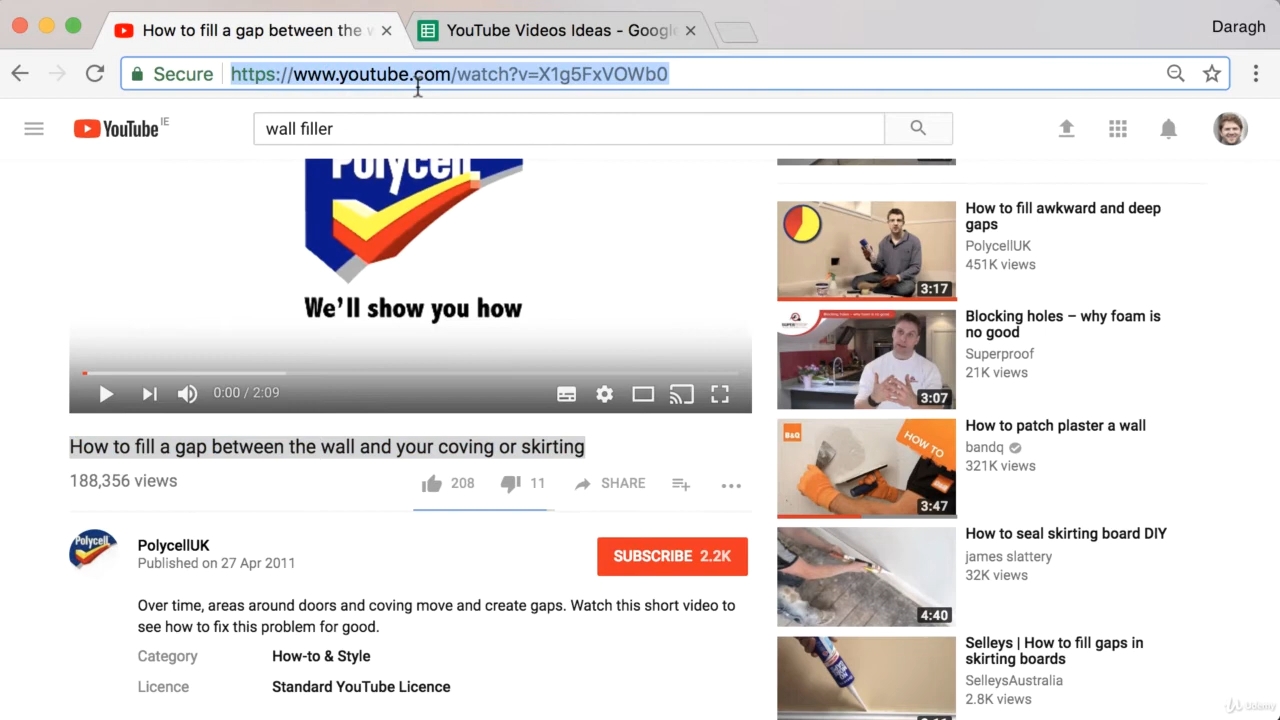 How to fill a gap between the w
YouTube Videos Ideas - Google
Daragh
Secure
https://www.youtube.com/watch?v=X1g5FxVOWb0
YouTube IE
wall filler
Polycell
We'll show you how
0:00 / 2:09
How to fill a gap between the wall and your coving or skirting
188,356 views
208
11
SHARE
Polycell
PolycellUK
Published on 27 Apr 2011
SUBSCRIBE 2.2K
Over time, areas around doors and coving move and create gaps. Watch this short video to
see how to fix this problem for good.
Category
How-to & Style
Licence
Standard YouTube Licence
How to fill awkward and deep
gaps
PolycellUK
451K views
3:17
Blocking holes – why foam is
no good
Superproof
21K views
3:07
How to patch plaster a wall
bandq
321K views
B&Q
HOW TO
3:47
How to seal skirting board DIY
james slattery
32K views
4:40
Selleys | How to fill gaps in
skirting boards
SelleysAustralia
2.8K views
Udemy